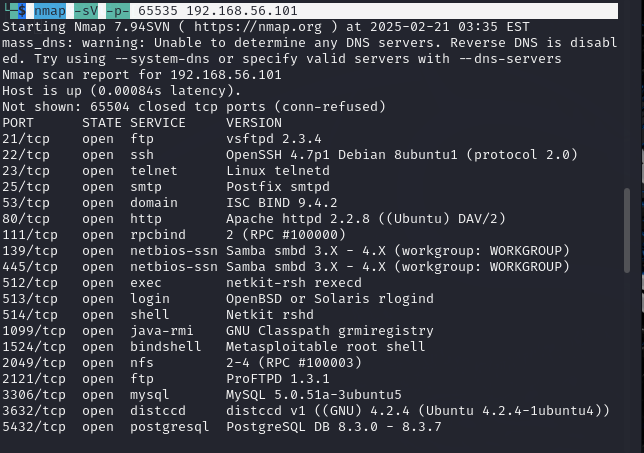 └─$ nmap -sV -p- 65535 192.168.56.101
Starting Nmap 7.94SVN ( https://nmap.org ) at 2025-02-21 03:35 EST
mass_dns: warning: Unable to determine any DNS servers. Reverse DNS is disabl
ed. Try using --system-dns or specify valid servers with --dns-servers
Nmap scan report for 192.168.56.101
Host is up (0.00084s latency).
Not shown: 65504 closed tcp ports (conn-refused)
PORT     STATE SERVICE     VERSION
21/tcp   open  ftp         vsftpd 2.3.4
22/tcp   open  ssh         OpenSSH 4.7p1 Debian 8ubuntu1 (protocol 2.0)
23/tcp   open  telnet      Linux telnetd
25/tcp   open  smtp        Postfix smtpd
53/tcp   open  domain      ISC BIND 9.4.2
80/tcp   open  http        Apache httpd 2.2.8 ((Ubuntu) DAV/2)
111/tcp  open  rpcbind     2 (RPC #100000)
139/tcp  open  netbios-ssn Samba smbd 3.X - 4.X (workgroup: WORKGROUP)
445/tcp  open  netbios-ssn Samba smbd 3.X - 4.X (workgroup: WORKGROUP)
512/tcp  open  exec        netkit-rsh rexecd
513/tcp  open  login       OpenBSD or Solaris rlogind
514/tcp  open  shell       Netkit rshd
1099/tcp open  java-rmi    GNU Classpath grmiregistry
1524/tcp open  bindshell   Metasploitable root shell
2049/tcp open  nfs         2-4 (RPC #100003)
2121/tcp open  ftp         ProFTPD 1.3.1
3306/tcp open  mysql       MySQL 5.0.51a-3ubuntu5
3632/tcp open  distccd     distccd v1 ((GNU) 4.2.4 (Ubuntu 4.2.4-1ubuntu4))
5432/tcp open  postgresql  PostgreSQL DB 8.3.0 - 8.3.7